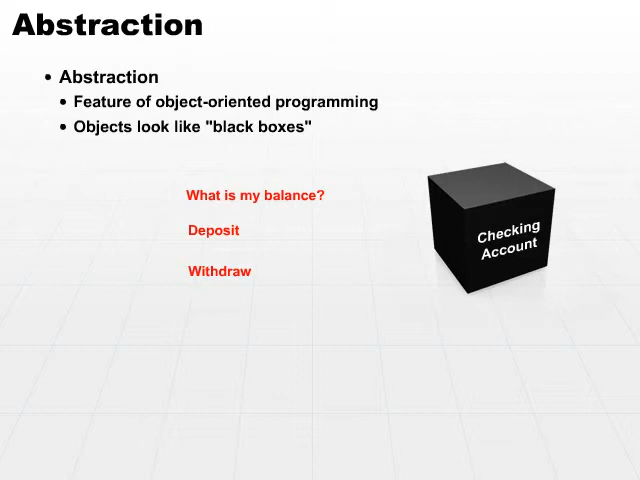 Abstraction
• Abstraction
• Feature of object-oriented programming
• Objects look like "black boxes"
What is my balance?
Deposit
Withdraw
Checking
Account